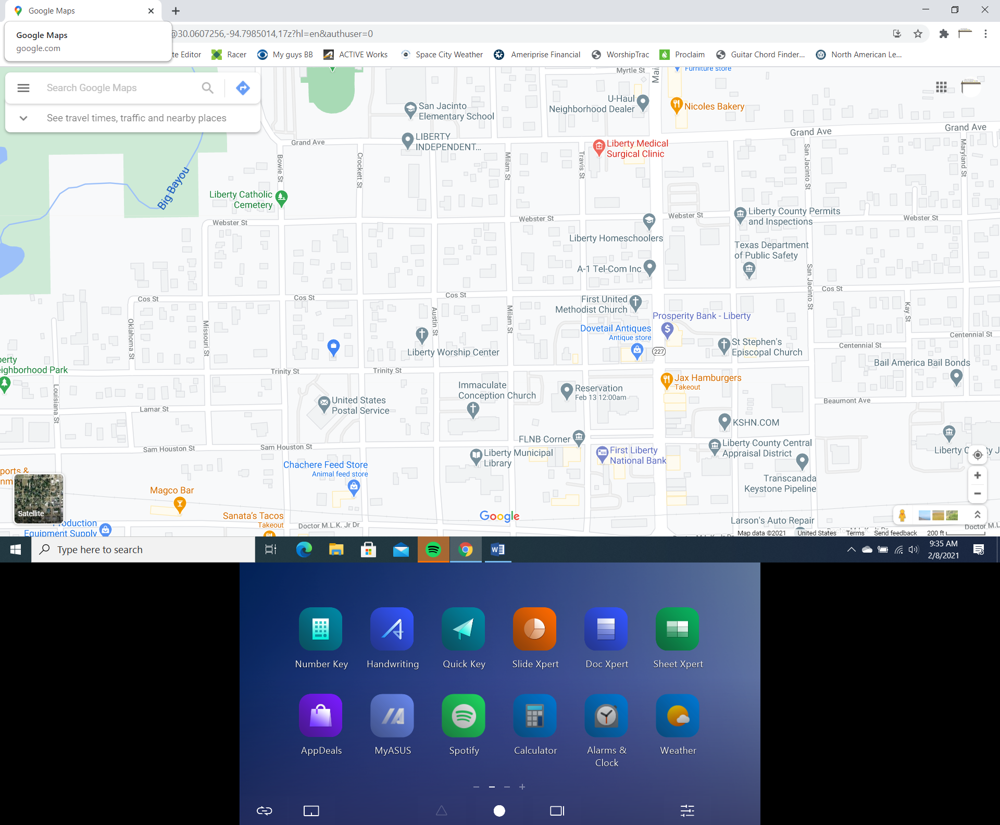 Google Maps
Google Maps
google.com
@30.0607256,-94.7985014,17z?hl=en&authuser=0
te Editor
Racer
My guys BB
ACTIVE Works
Space City Weather
Ameriprise Financial
WorshipTrac
Proclaim
Guitar Chord Finder...
North American Le...
Search Google Maps
See travel times, traffic and nearby places
Myrtle St
Mai
Furniture store
San Jacinto
Elementary School
U-Haul
Neighborhood Dealer
Nicoles Bakery
Grand Ave
Grand Ave
Grand Ave
LIBERTY
INDEPENDENT...
Liberty Medical
Surgical Clinic
Bowie St
Crockett St
Milam St
Travis St
San Jacinto St
Maryland St
Big Bayou
Liberty Catholic
Cemetery
Webster St
Webster St
Webster St
Webster St
Liberty County Permits
and Inspections
Liberty Homeschoolers
Texas Department
of Public Safety
A-1 Tel-Com Inc
San Jacinto St
Cos St
Cos St
Cos St
Cos St
First United
Methodist Church
Prosperity Bank - Liberty
Oklahoma St
Missouri St
Austin St
Milam St
Kay St
Dovetail Antiques
Antique store
227
St Stephen's
Episcopal Church
Centennial St
Centennial St
Liberty Worship Center
Bail America Bail Bonds
perty
eighborhood Park
Trinity St
Trinity St
Jax Hamburgers
Takeout
Immaculate
Conception Church
Reservation
Feb 13 12:00am
Louisiana St
Lamar St
United States
Postal Service
Beaumont Ave
KSHN.COM
FLNB Corner
Sam Houston St
Sam Houston St
Liberty County Central
Appraisal District
Liberty C y J
Liberty Municipal
Library
First Liberty
National Bank
Chachere Feed Store
Animal feed store
ports &
nm
Transcanada
Keystone Pipeline
Magco Bar
Satellite
Sanata's Tacos
Takeout
Google
Larson's Auto Repair
Production
Equipment Supply
Doctor M.L.K. Jr Dr
Doctor M.L.K. Jr Dr
Doctor M.L
Map data ©2021
United States
Terms
Send feedback
200 ft
Type here to search
9:35 AM
2/8/2021
Number Key
Handwriting
Quick Key
Slide Xpert
Doc Xpert
Sheet Xpert
AppDeals
MyASUS
Spotify
Calculator
Alarms &
Clock
Weather